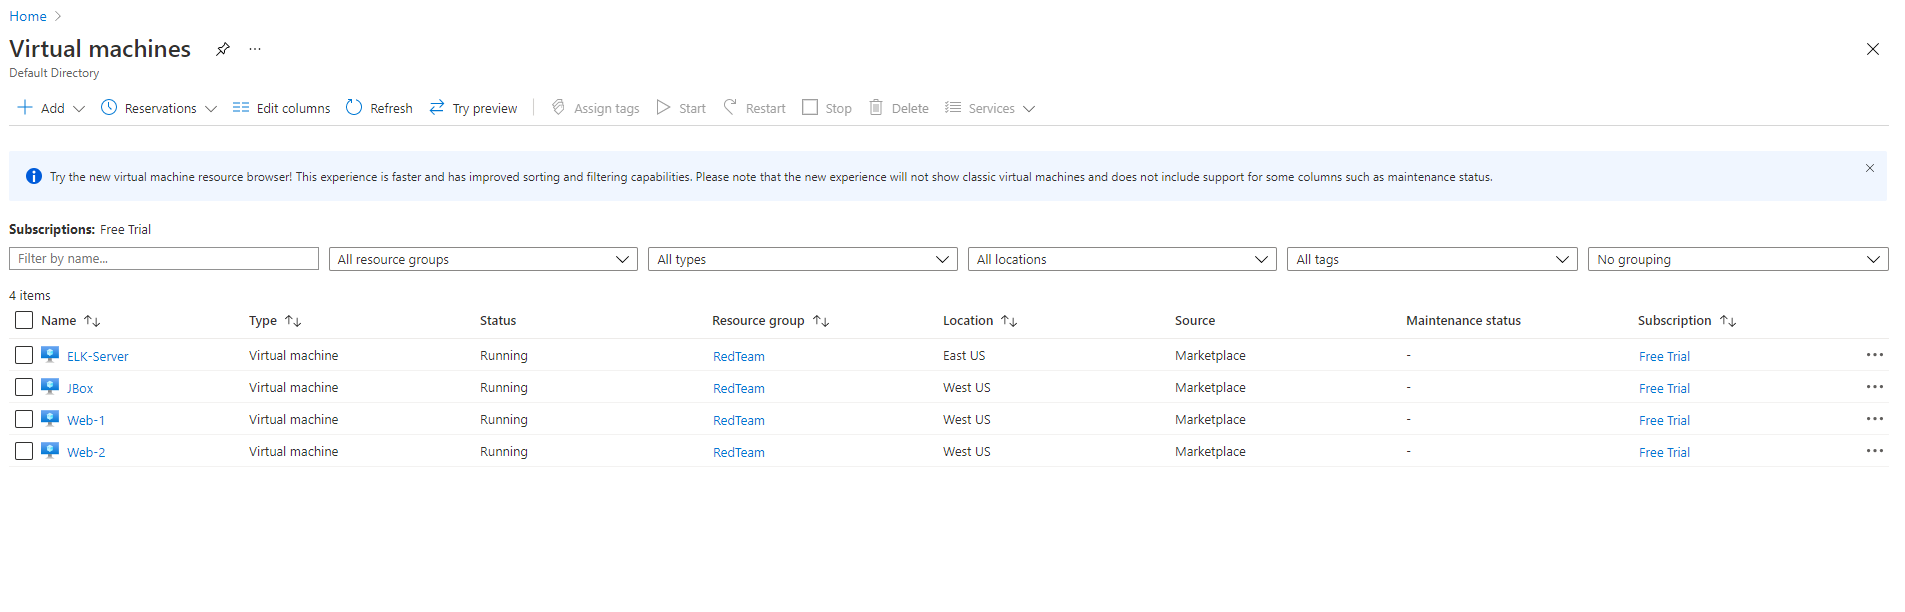 Home
Virtual machines
Default Directory
Add Reservations Edit columns Refresh Try preview Assign tags Start Restart Stop Delete Services
Try the new virtual machine resource browser! This experience is faster and has improved sorting and filtering capabilities. Please note that the new experience will not show classic virtual machines and does not include support for some columns such as maintenance status.
Subscriptions: Free Trial
Filter by name... All resource groups All types All locations All tags No grouping
4 items
Name Type Status Resource group Location Source Maintenance status Subscription
ELK-Server Virtual machine Running RedTeam East US Marketplace - Free Trial
JBox Virtual machine Running RedTeam West US Marketplace - Free Trial
Web-1 Virtual machine Running RedTeam West US Marketplace - Free Trial
Web-2 Virtual machine Running RedTeam West US Marketplace - Free Trial